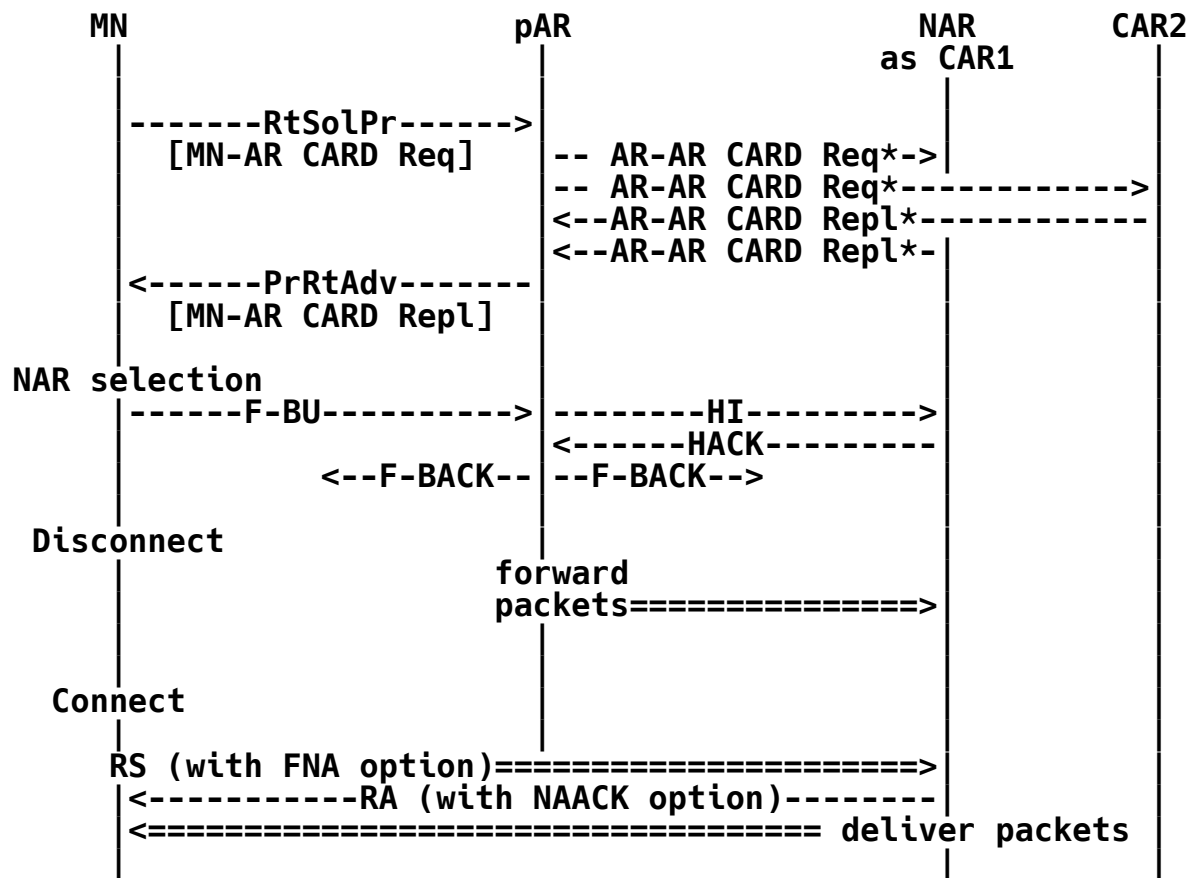 MN pAR NAR CAR2
as CAR1
-------RtSolPr------>
[MN-AR CARD Req] -- AR-AR CARD Req*->
-- AR-AR CARD Req*------------>
<--AR-AR CARD Repl*------------
<--AR-AR CARD Repl*-
<------PrRtAdv-------
[MN-AR CARD Repl]
NAR selection
------F-BU----------> --------HI--------->
<------HACK---------
<--F-BACK-- --F-BACK-->
Disconnect
forward
packets===============>
Connect
RS (with FNA option)======================>
<-----------RA (with NAACK option)--------
<=================================== deliver packets